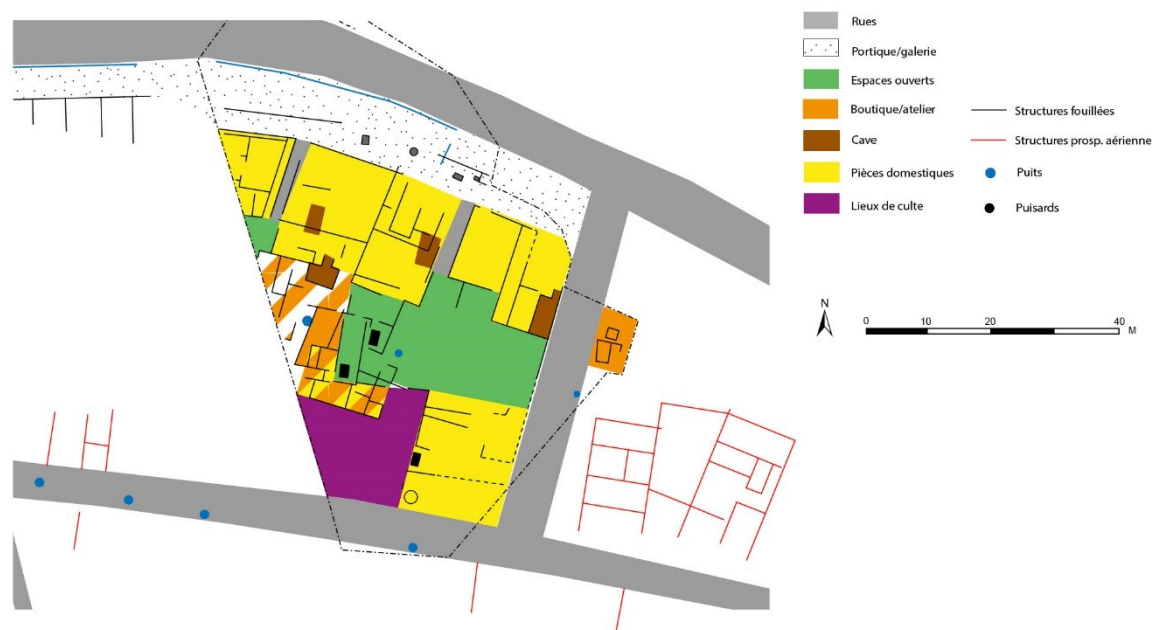 Rues
Portique/galerie
Espaces ouverts
Boutique/atelier
Cave
Pièces domestiques
Lieux de culte
Structures fouillées
Structures prosp. aérienne
Puits
Puisards
N
0 10 20 40
M